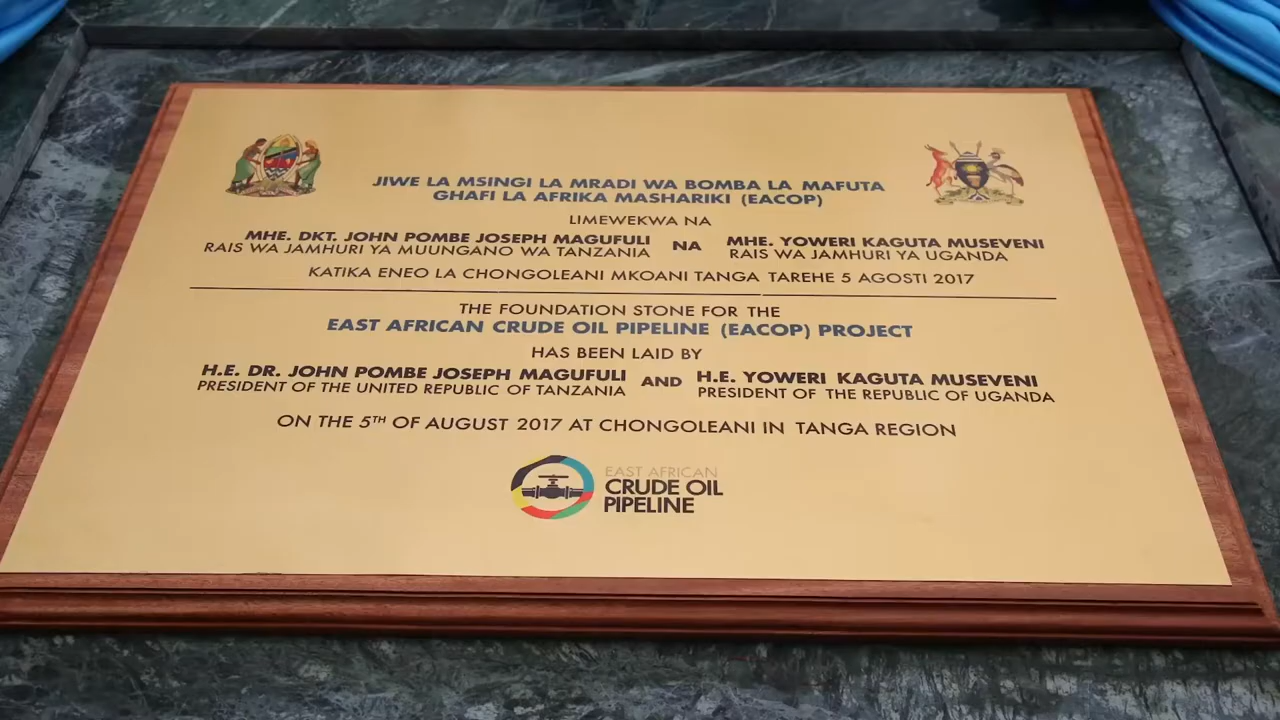 JIWE LA MSINGI LA MRADI WA BOMBA LA MAFUTA
GHAFI LA AFRIKA MASHARIKI (EACOP)
LIMEWEKWA NA
MHE. DKT. JOHN POMBE JOSEPH MAGUFULI
RAIS WA JAMHURI YA MUUNGANO WA TANZANIA
NA
MHE. YOWERI KAGUTA MUSEVENI
RAIS WA JAMHURI YA UGANDA
KATIKA ENEO LA CHONGOLEANI MKOANI TANGA TAREHE 5 AGOSTI 2017
THE FOUNDATION STONE FOR THE
EAST AFRICAN CRUDE OIL PIPELINE (EACOP) PROJECT
HAS BEEN LAID BY
H.E. DR. JOHN POMBE JOSEPH MAGUFULI
PRESIDENT OF THE UNITED REPUBLIC OF TANZANIA
AND
H.E. YOWERI KAGUTA MUSEVENI
PRESIDENT OF THE REPUBLIC OF UGANDA
ON THE 5TH OF AUGUST 2017 AT CHONGOLEANI IN TANGA REGION
EAST AFRICAN
CRUDE OIL
PIPELINE